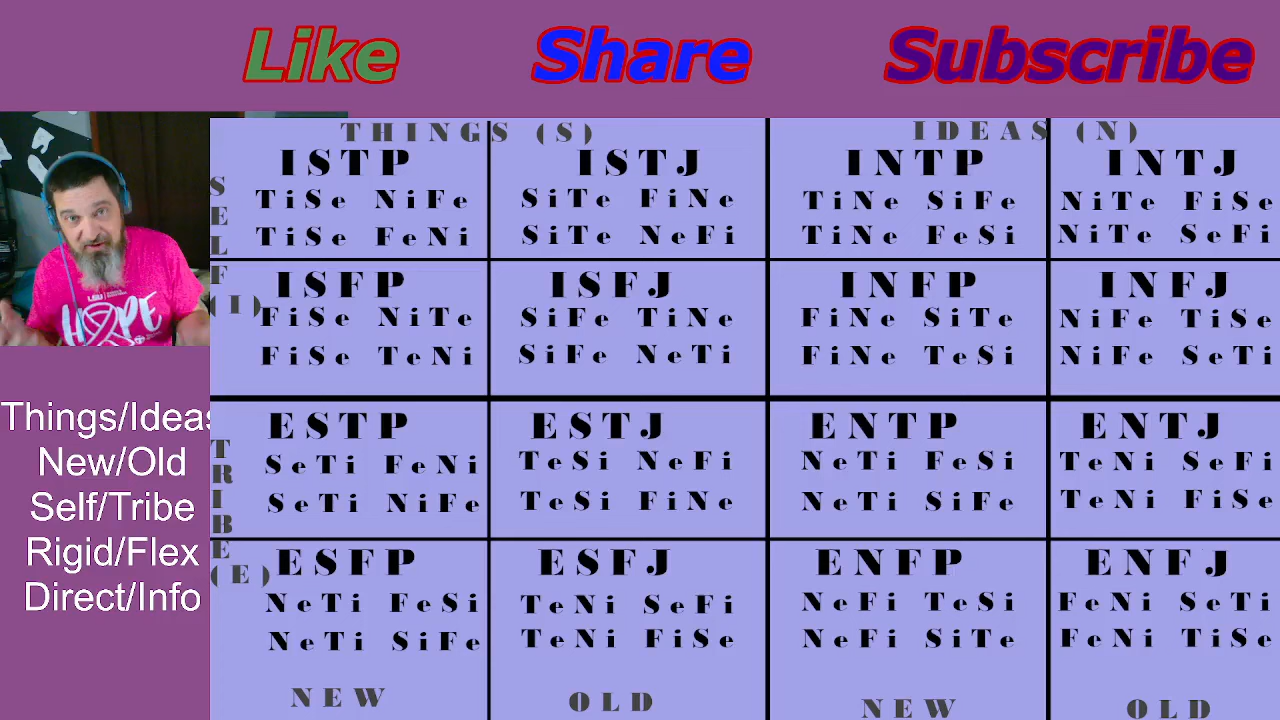 Like Share Subscribe
THINGS (S) IDEAS (N)
SELF (I)
ISTP
TiSe NiFe
TiSe FeNi
ISTJ
SiTe FiNe
SiTe NeFi
INTP
TiNe SiFe
TiNe FeSi
INTJ
NiTe FiSe
NiTe SeFi
ISFP
FiSe NiTe
FiSe TeNi
ISFJ
SiFe TiNe
SiFe NeTi
INFP
FiNe SiTe
FiNe TeSi
INFJ
NiFe TiSe
NiFe SeTi
TRIBE (E)
ESTP
SeTi FeNi
SeTi NiFe
ESTJ
TeSi NeFi
TeSi FiNe
ENTP
NeTi FeSi
NeTi SiFe
ENTJ
TeNi SeFi
TeNi FiSe
ESFP
NeTi FeSi
NeTi SiFe
ESFJ
TeNi SeFi
TeNi FiSe
ENFP
NeFi TeSi
NeFi SiTe
ENFJ
FeNi SeTi
FeNi TiSe
NEW OLD NEW OLD
LSU
HOPE
Things/Ideas
New/Old
Self/Tribe
Rigid/Flex
Direct/Info